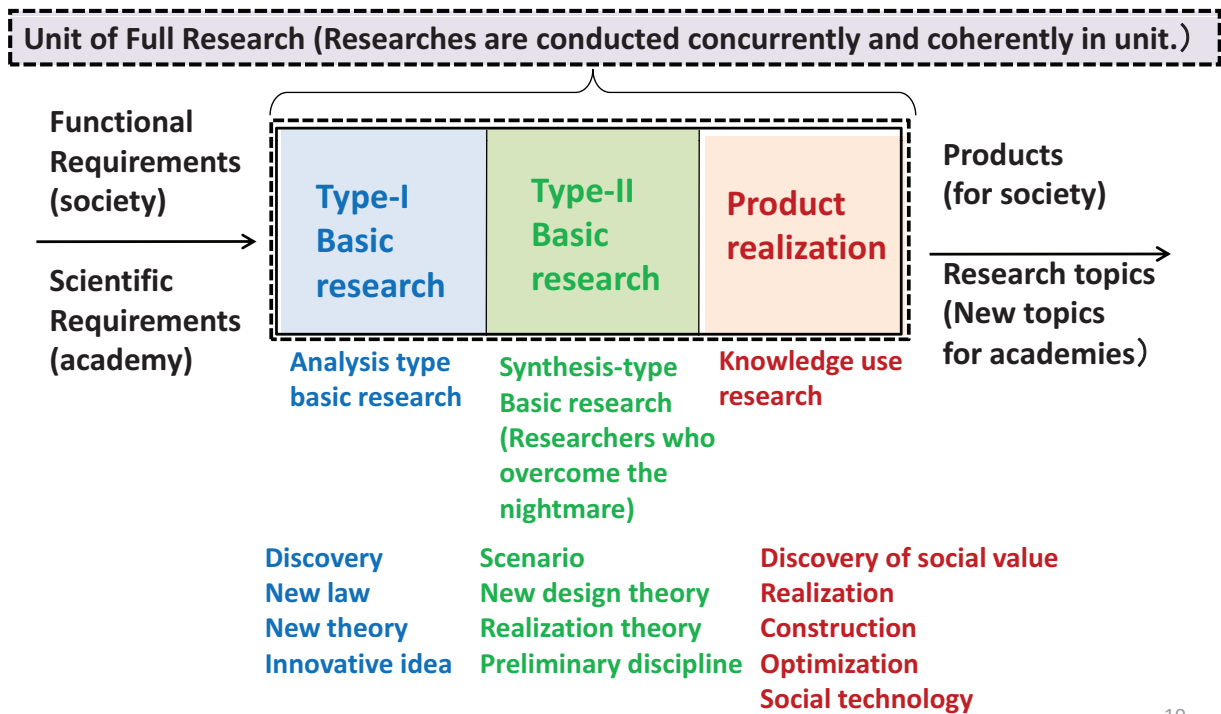 Unit of Full Research (Researches are conducted concurrently and coherently in unit.）
Functional
Requirements
(society)
Scientific
Requirements
(academy)
Type-I
Basic
research
Type-II
Basic
research
Product
realization
Products
(for society)
Research topics
(New topics
for academies）
Analysis type
basic research
Synthesis-type
Basic research
(Researchers who
overcome the
nightmare)
Knowledge use
research
Discovery
New law
New theory
Innovative idea
Scenario
New design theory
Realization theory
Preliminary discipline
Discovery of social value
Realization
Construction
Optimization
Social technology